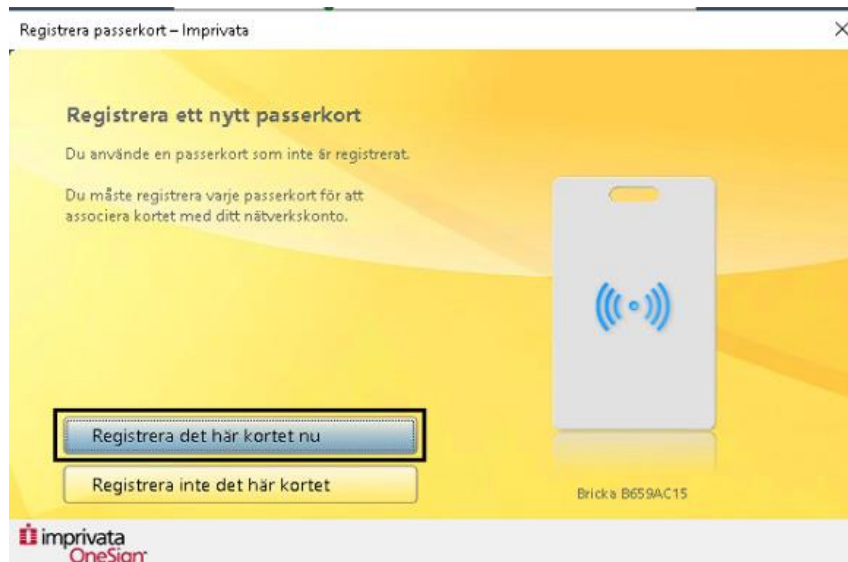 Registrera passerkort – Imprivata
Registrera ett nytt passerkort
Du använde en passerkort som inte är registrerat.
Du måste registrera varje passerkort för att
associera kortet med ditt nätverkskonto.
Registrera det här kortet nu
Registrera inte det här kortet
Bricka B659AC15
imprivata
OneSign